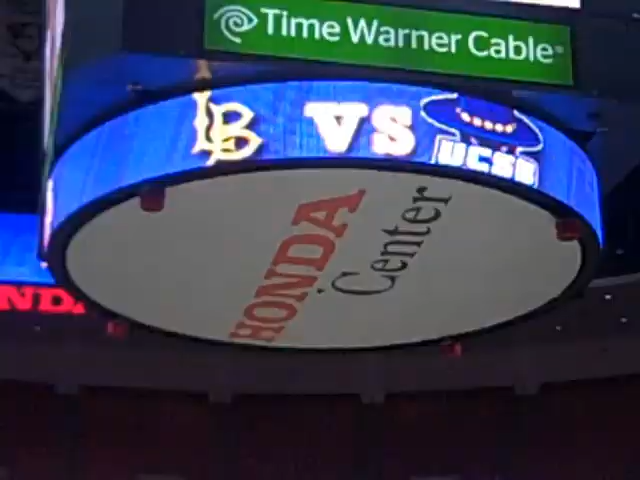 Time Warner Cable
LB VS UCSB
HONDA
Center
HONDA